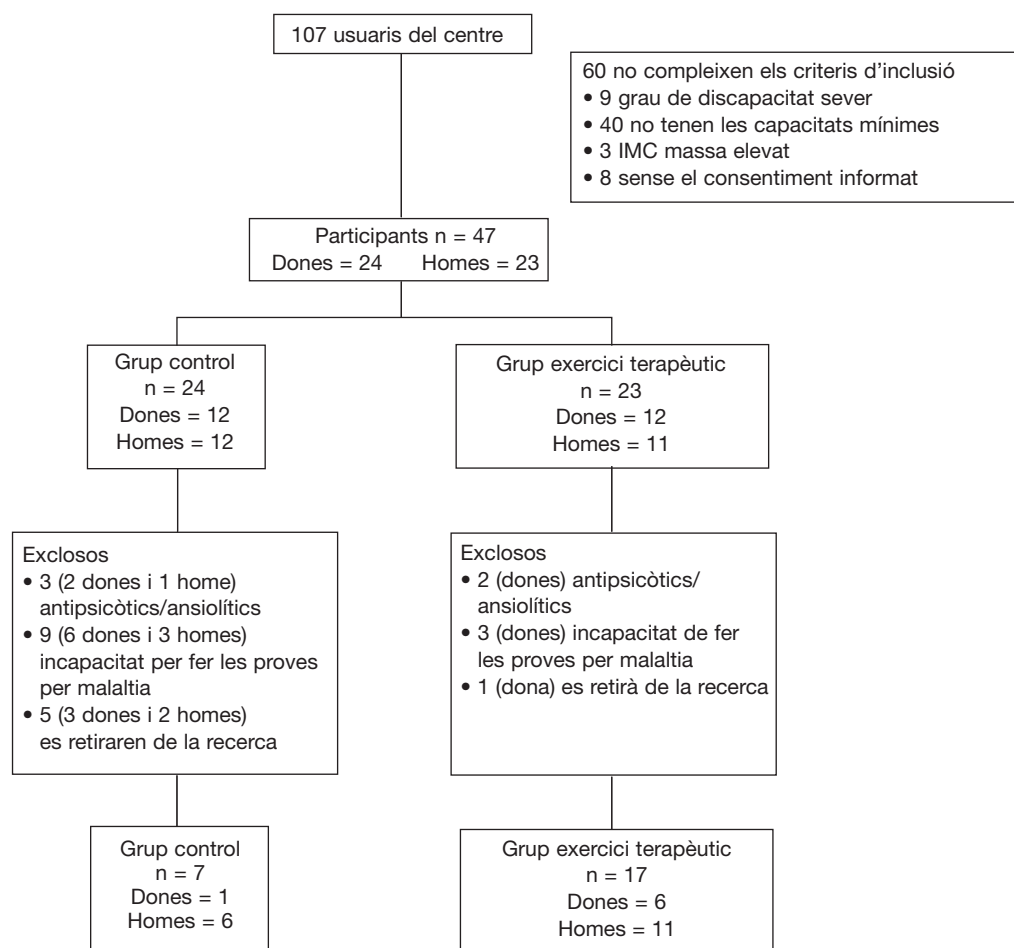 107 usuaris del centre
60 no compleixen els criteris d'inclusió
• 9 grau de discapacitat sever
• 40 no tenen les capacitats mínimes
• 3 IMC massa elevat
• 8 sense el consentiment informat
Participants n = 47
Dones = 24 Homes = 23
Grup control
n = 24
Dones = 12
Homes = 12
Grup exercici terapèutic
n = 23
Dones = 12
Homes = 11
Exclosos
• 3 (2 dones i 1 home)
antipsicòtics/ansiolítics
• 9 (6 dones i 3 homes)
incapacitat per fer les proves
per malaltia
• 5 (3 dones i 2 homes)
es retiraren de la recerca
Exclosos
• 2 (dones) antipsicòtics/
ansiolítics
• 3 (dones) incapacitat de fer
les proves per malaltia
• 1 (dona) es retirà de la recerca
Grup control
n = 7
Dones = 1
Homes = 6
Grup exercici terapèutic
n = 17
Dones = 6
Homes = 11